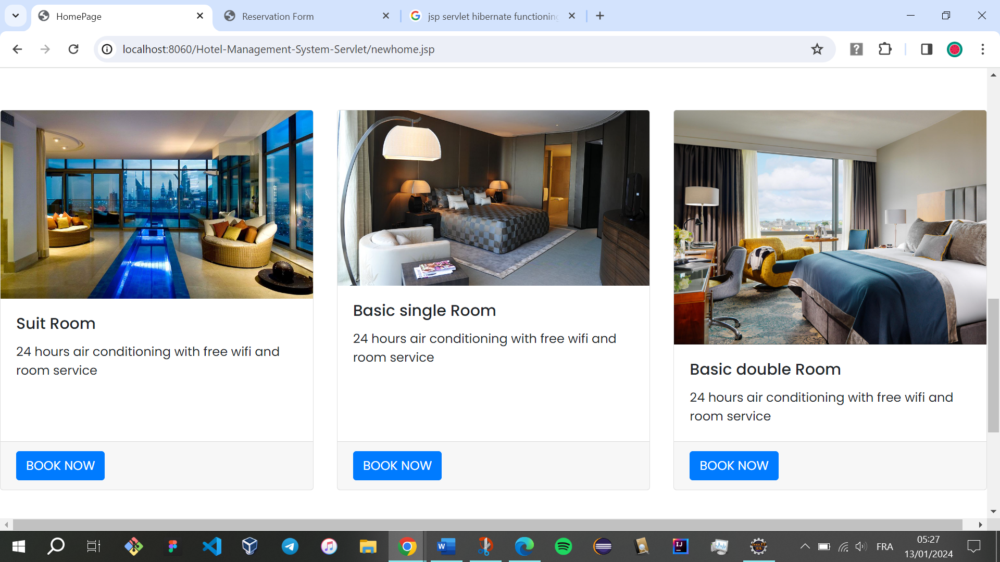 HomePage
Reservation Form
jsp servlet hibernate functioning
localhost:8060/Hotel-Management-System-Servlet/newhome.jsp
Suit Room
24 hours air conditioning with free wifi and
room service
BOOK NOW
Basic single Room
24 hours air conditioning with free wifi and
room service
BOOK NOW
Basic double Room
24 hours air conditioning with free wifi and
room service
BOOK NOW
FRA
05:27
13/01/2024